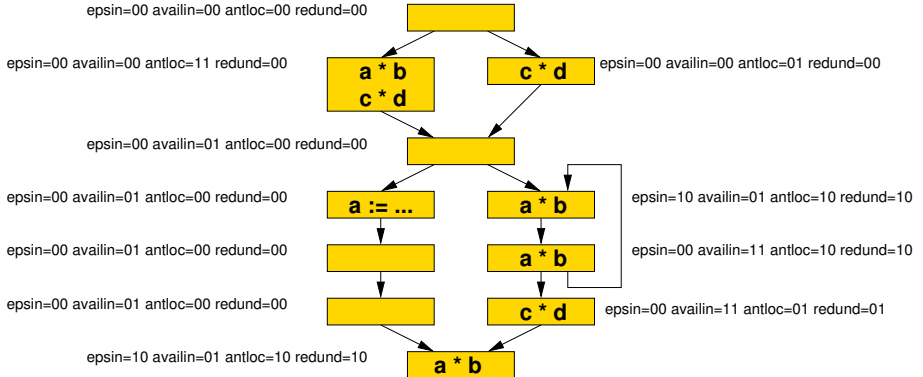 epsin=00 availin=00 antloc=00 redund=00
epsin=00 availin=00 antloc=11 redund=00
a * b
c * d
c * d
epsin=00 availin=00 antloc=01 redund=00
epsin=00 availin=01 antloc=00 redund=00
epsin=00 availin=01 antloc=00 redund=00
a := ...
a * b
epsin=10 availin=01 antloc=10 redund=10
epsin=00 availin=01 antloc=00 redund=00
a * b
epsin=00 availin=11 antloc=10 redund=10
epsin=00 availin=01 antloc=00 redund=00
c * d
epsin=00 availin=11 antloc=01 redund=01
epsin=10 availin=01 antloc=10 redund=10
a * b